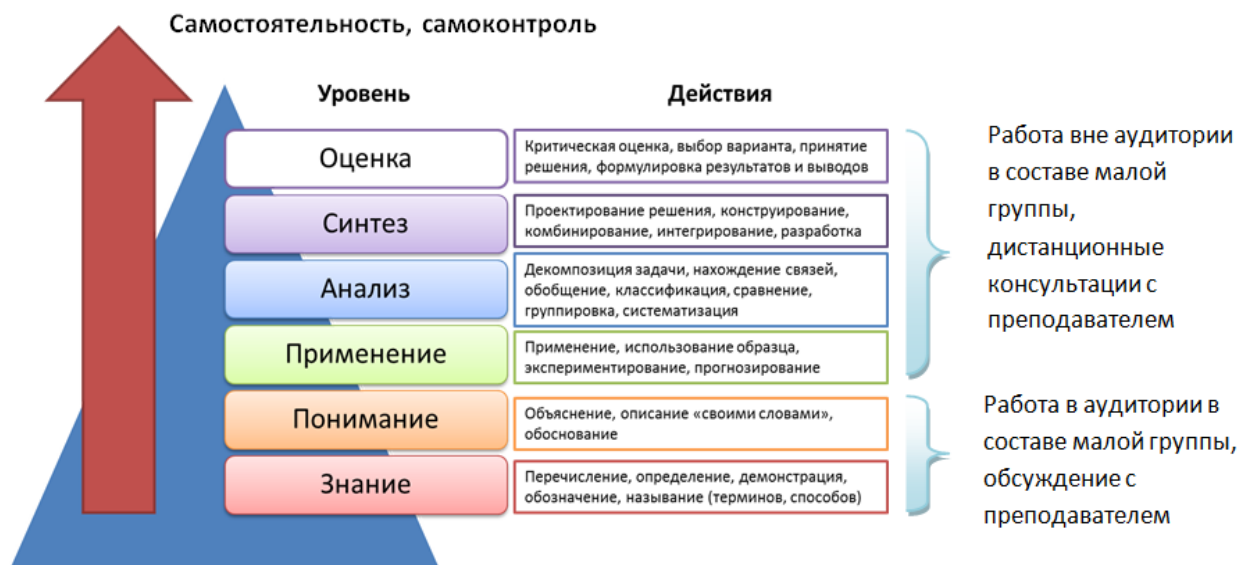 Самостоятельность, самоконтроль
Уровень
Действия
Оценка
Критическая оценка, выбор варианта, принятие
решения, формулировка результатов и выводов
Синтез
Проектирование решения, конструирование,
комбинирование, интегрирование, разработка
Анализ
Декомпозиция задачи, нахождение связей,
обобщение, классификация, сравнение,
группировка, систематизация
Применение
Применение, использование образца,
экспериментирование, прогнозирование
Понимание
Объяснение, описание «своими словами»,
обоснование
Знание
Перечисление, определение, демонстрация,
обозначение, называние (терминов, способов)
Работа вне аудитории
в составе малой
группы,
дистанционные
консультации с
преподавателем
Работа в аудитории в
составе малой группы,
обсуждение с
преподавателем